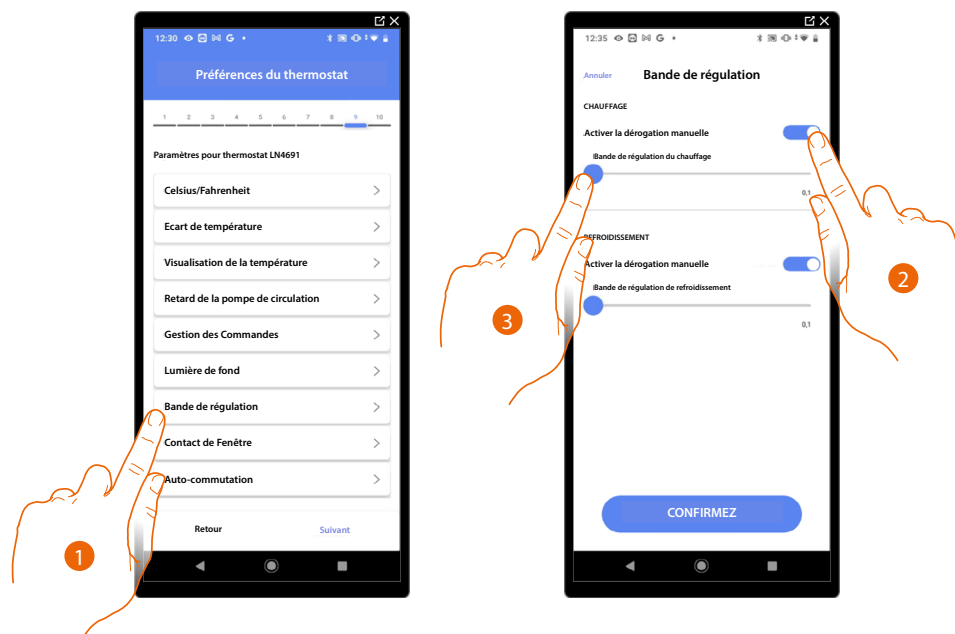 12:30 G
Préférences du thermostat
1 2 3 4 5 6 7 8 9 10
Paramètres pour thermostat LN4691
Celsius/Fahrenheit
Ecart de température
Visualisation de la température
Retard de la pompe de circulation
Gestion des Commandes
Lumière de fond
Bande de régulation
Contact de Fenêtre
Auto-commutation
Retour Suivant
1
12:35 G
Annuler Bande de régulation
CHAUFFAGE
Activer la dérogation manuelle
Bande de régulation du chauffage
0,1
REFROIDISSEMENT
Activer la dérogation manuelle
Bande de régulation de refroidissement
0,1
CONFIRMEZ
2
3